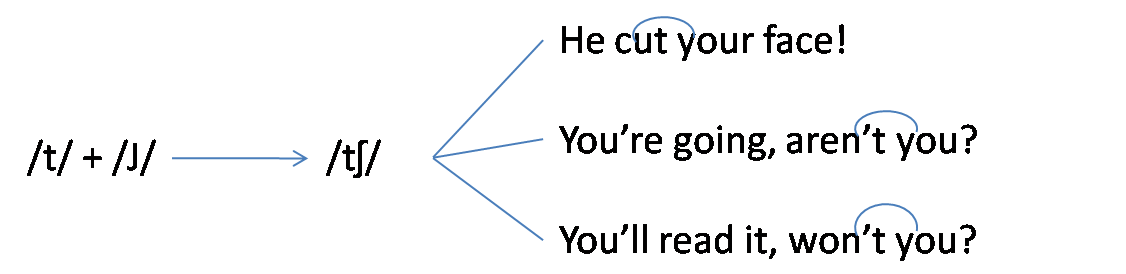 /t/ + /J/ /tʃ/
He cut your face!
You're going, aren't you?
You'll read it, won't you?